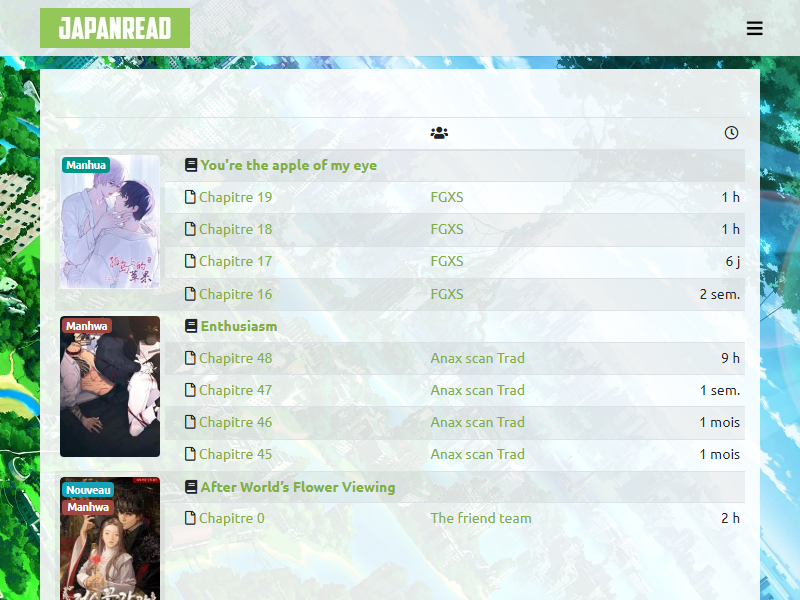 JAPANREAD
Manhua
You're the apple of my eye
Chapitre 19 FGXS 1 h
Chapitre 18 FGXS 1 h
Chapitre 17 FGXS 6 j
Chapitre 16 FGXS 2 sem.
Manhwa
Enthusiasm
Chapitre 48 Anax scan Trad 9 h
Chapitre 47 Anax scan Trad 1 sem.
Chapitre 46 Anax scan Trad 1 mois
Chapitre 45 Anax scan Trad 1 mois
Nouveau
Manhwa
After World’s Flower Viewing
Chapitre 0 The friend team 2 h